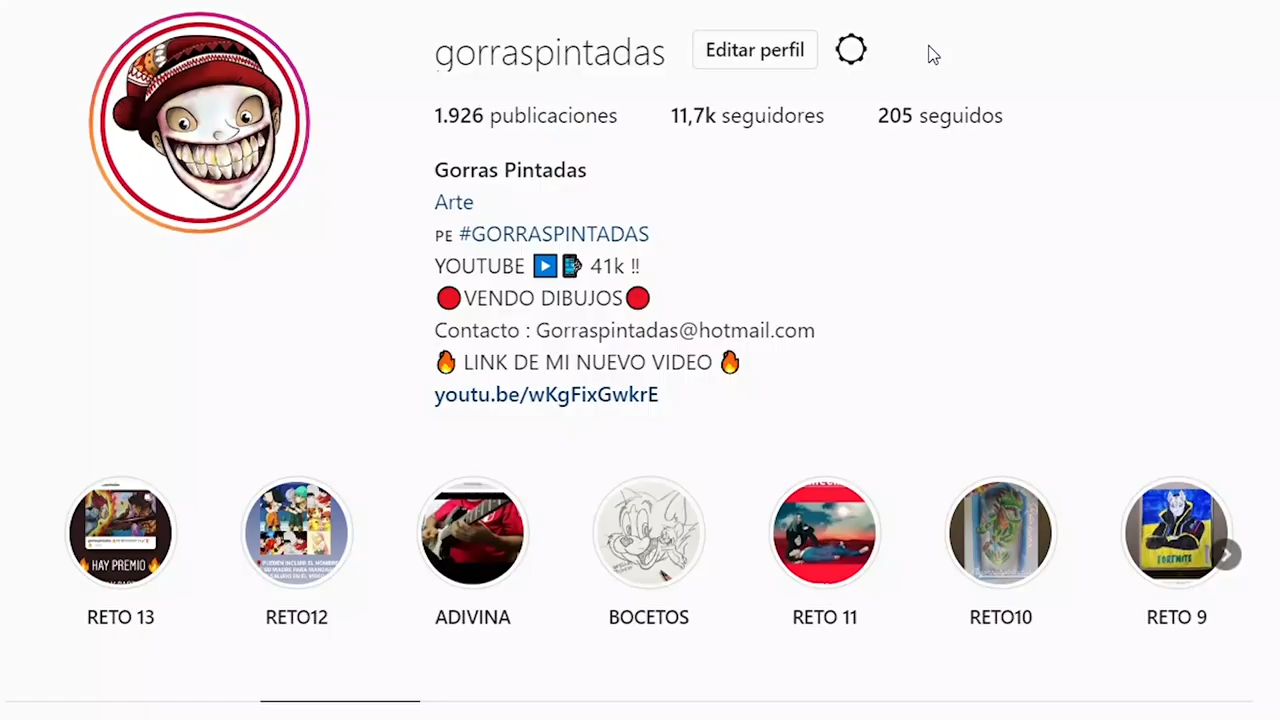 gorraspintadas Editar perfil
1.926 publicaciones 11,7k seguidores 205 seguidos
Gorras Pintadas
Arte
PE #GORRASPINTADAS
YOUTUBE ▶️📲 41k ‼
🔴VENDO DIBUJOS🔴
Contacto : Gorraspintadas@hotmail.com
🔥 LINK DE MI NUEVO VIDEO 🔥
youtu.be/wKgFixGwkrE
HAY PREMIO
FORTNITE
RETO 13 RETO12 ADIVINA BOCETOS RETO 11 RETO10 RETO 9